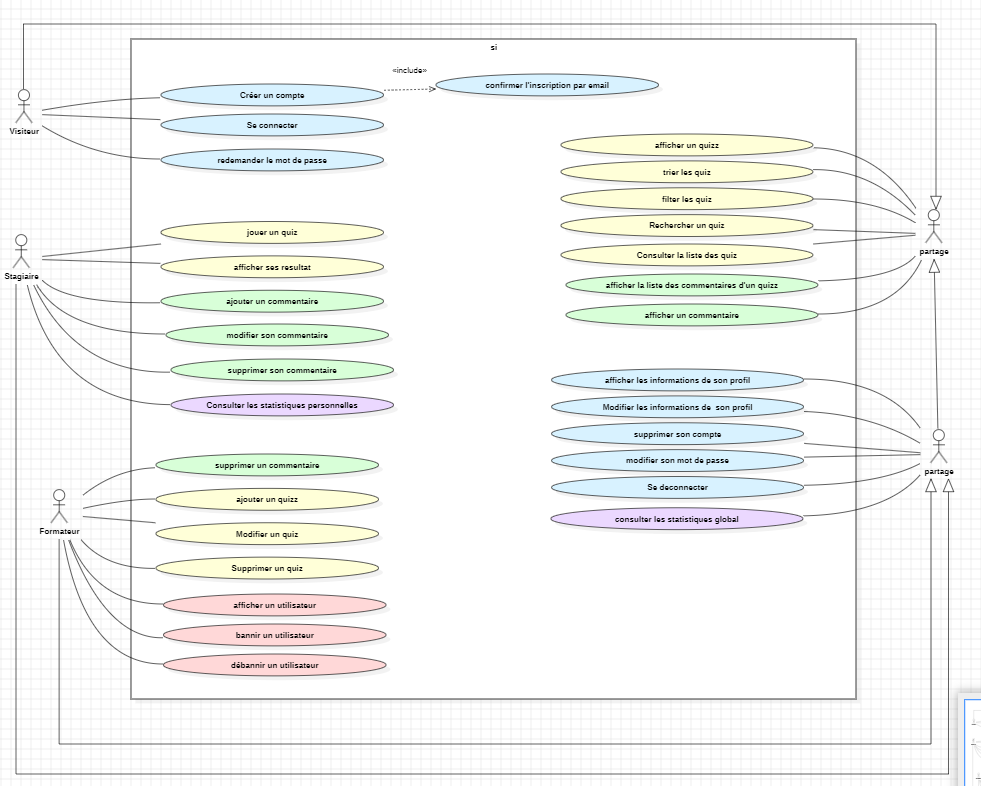 si
«include»
Créer un compte
confirmer l'inscription par email
Se connecter
redemander le mot de passe
Visiteur
jouer un quiz
afficher ses resultat
ajouter un commentaire
modifier son commentaire
supprimer son commentaire
Consulter les statistiques personnelles
Stagiaire
supprimer un commentaire
ajouter un quizz
Modifier un quiz
Supprimer un quiz
afficher un utilisateur
bannir un utilisateur
débannir un utilisateur
Formateur
afficher un quizz
trier les quiz
filter les quiz
Rechercher un quiz
Consulter la liste des quiz
afficher la liste des commentaires d'un quizz
afficher un commentaire
partage
afficher les informations de son profil
Modifier les informations de son profil
supprimer son compte
modifier son mot de passe
Se deconnecter
consulter les statistiques global
partage